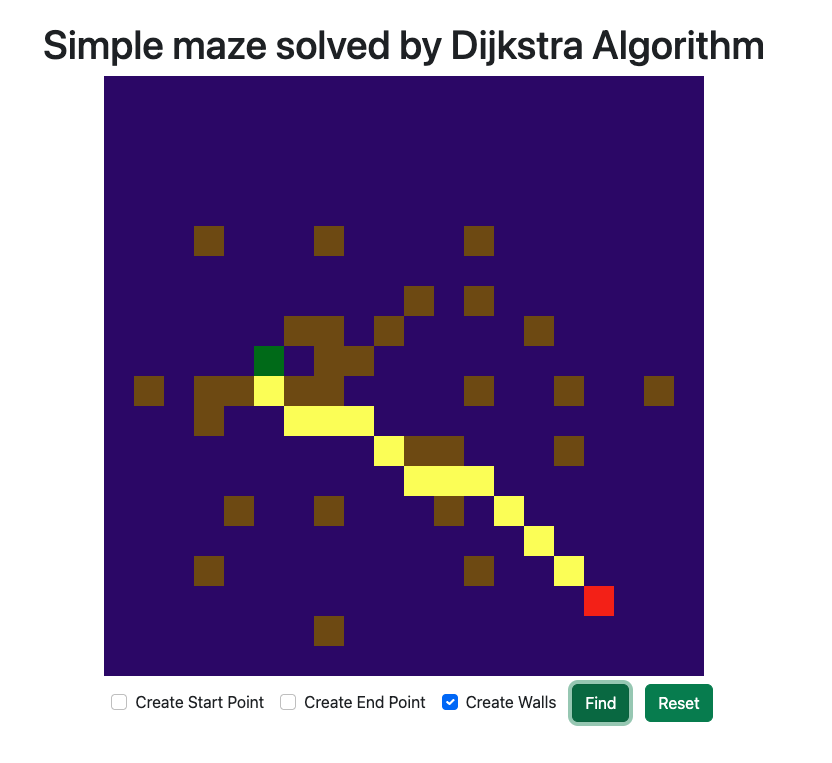 Simple maze solved by Dijkstra Algorithm
Create Start Point Create End Point Create Walls Find Reset